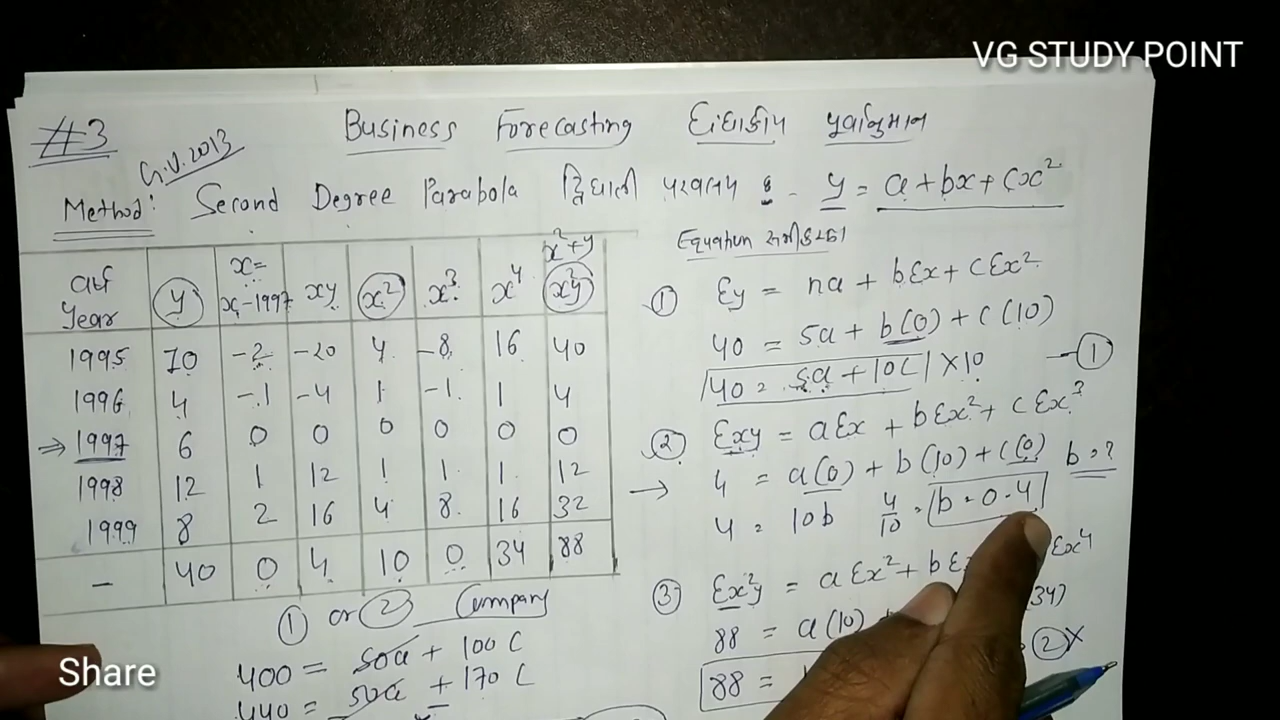 VG STUDY POINT
#3
G.U. 2013
Business Forecasting ધંધાકીય પૂર્વાનુમાન
Method: Second Degree Parabola દ્વિઘાતી પરવલય :- y = a + bx + cx²
વર્ષ Year | y | x= x-1997 | xy | x² | x³ | x⁴ | x²+y x²y
1995 | 10 | -2 | -20 | 4 | -8 | 16 | 40
1996 | 4 | -1 | -4 | 1 | -1 | 1 | 4
⇒ 1997 | 6 | 0 | 0 | 0 | 0 | 0 | 0
1998 | 12 | 1 | 12 | 1 | 1 | 1 | 12
1999 | 8 | 2 | 16 | 4 | 8 | 16 | 32
- | 40 | 0 | 4 | 10 | 0 | 34 | 88
① or ② Company
400 = 50a + 100c
440 = 50a + 170c
Equation સમીકરણ
① Σy = na + bΣx + cΣx²
40 = 5a + b(0) + c(10)
40 = 5a + 10c ×10 -①
② Σxy = aΣx + bΣx² + cΣx³
→ 4 = a(0) + b(10) + c(0) b=?
4 = 10b 4/10 = b = 0.4
③ Σx²y = aΣx² + bΣx Σx⁴
88 = a(10) (34)
88 = ②×
Share